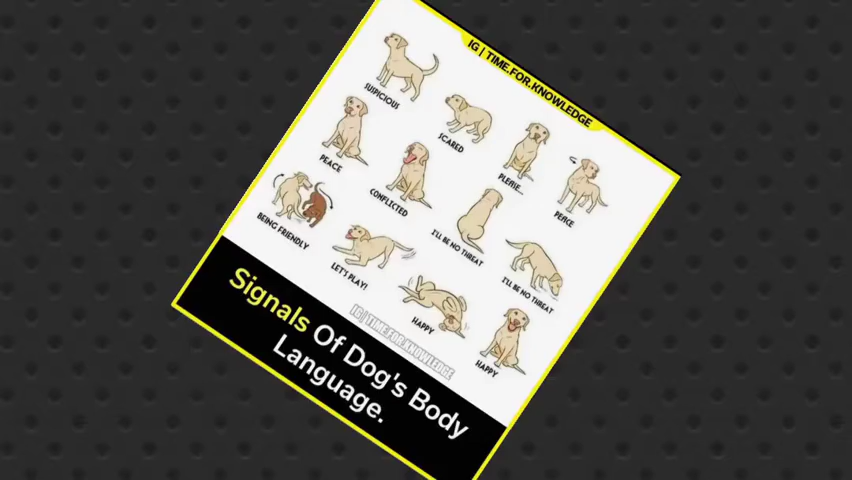 IG | TIME.FOR.KNOWLEDGE
SUSPICIOUS
SCARED
PLEASE...
PEACE
PEACE
CONFLICTED
I'LL BE NO THREAT
I'LL BE NO THREAT
BEING FRIENDLY
LET'S PLAY!
HAPPY
HAPPY
IG | TIME.FOR.KNOWLEDGE
Signals Of Dog's Body
Language.